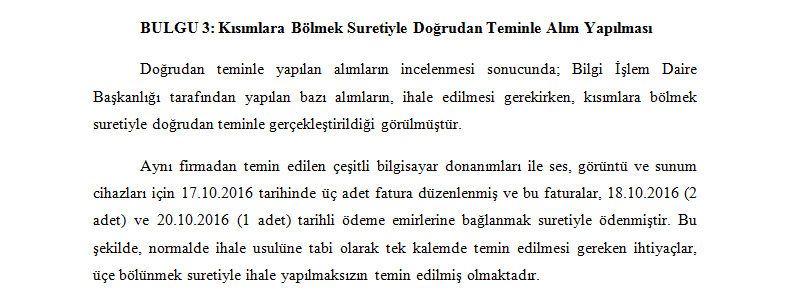 BULGU 3: Kısımlara Bölmek Suretiyle Doğrudan Teminle Alım Yapılması
Doğrudan teminle yapılan alımların incelenmesi sonucunda; Bilgi İşlem Daire
Başkanlığı tarafından yapılan bazı alımların, ihale edilmesi gerekirken, kısımlara bölmek
suretiyle doğrudan teminle gerçekleştirildiği görülmüştür.
Aynı firmadan temin edilen çeşitli bilgisayar donanımları ile ses, görüntü ve sunum
cihazları için 17.10.2016 tarihinde üç adet fatura düzenlenmiş ve bu faturalar, 18.10.2016 (2
adet) ve 20.10.2016 (1 adet) tarihli ödeme emirlerine bağlanmak suretiyle ödenmiştir. Bu
şekilde, normalde ihale usulüne tabi olarak tek kalemde temin edilmesi gereken ihtiyaçlar,
üçe bölünmek suretiyle ihale yapılmaksızın temin edilmiş olmaktadır.